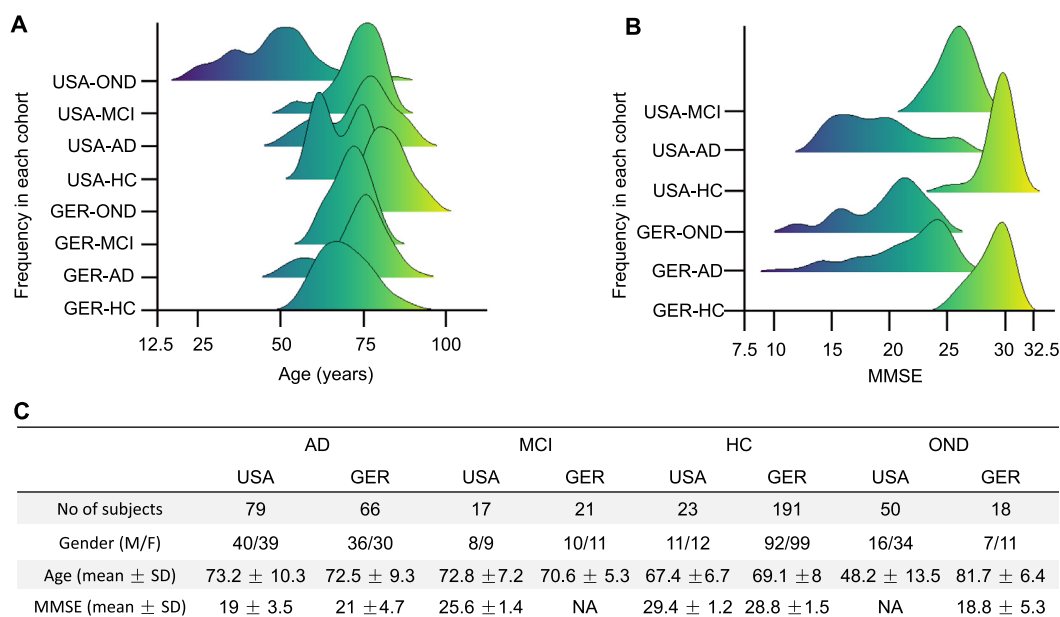 A
Frequency in each cohort
USA-OND
USA-MCI
USA-AD
USA-HC
GER-OND
GER-MCI
GER-AD
GER-HC
12.5 25 50 75 100
Age (years)
B
Frequency in each cohort
USA-MCI
USA-AD
USA-HC
GER-OND
GER-AD
GER-HC
7.5 10 15 20 25 30 32.5
MMSE
C
AD MCI HC OND
USA GER USA GER USA GER USA GER
No of subjects 79 66 17 21 23 191 50 18
Gender (M/F) 40/39 36/30 8/9 10/11 11/12 92/99 16/34 7/11
Age (mean ± SD) 73.2 ± 10.3 72.5 ± 9.3 72.8 ±7.2 70.6 ± 5.3 67.4 ±6.7 69.1 ±8 48.2 ± 13.5 81.7 ± 6.4
MMSE (mean ± SD) 19 ± 3.5 21 ±4.7 25.6 ±1.4 NA 29.4 ± 1.2 28.8 ±1.5 NA 18.8 ± 5.3